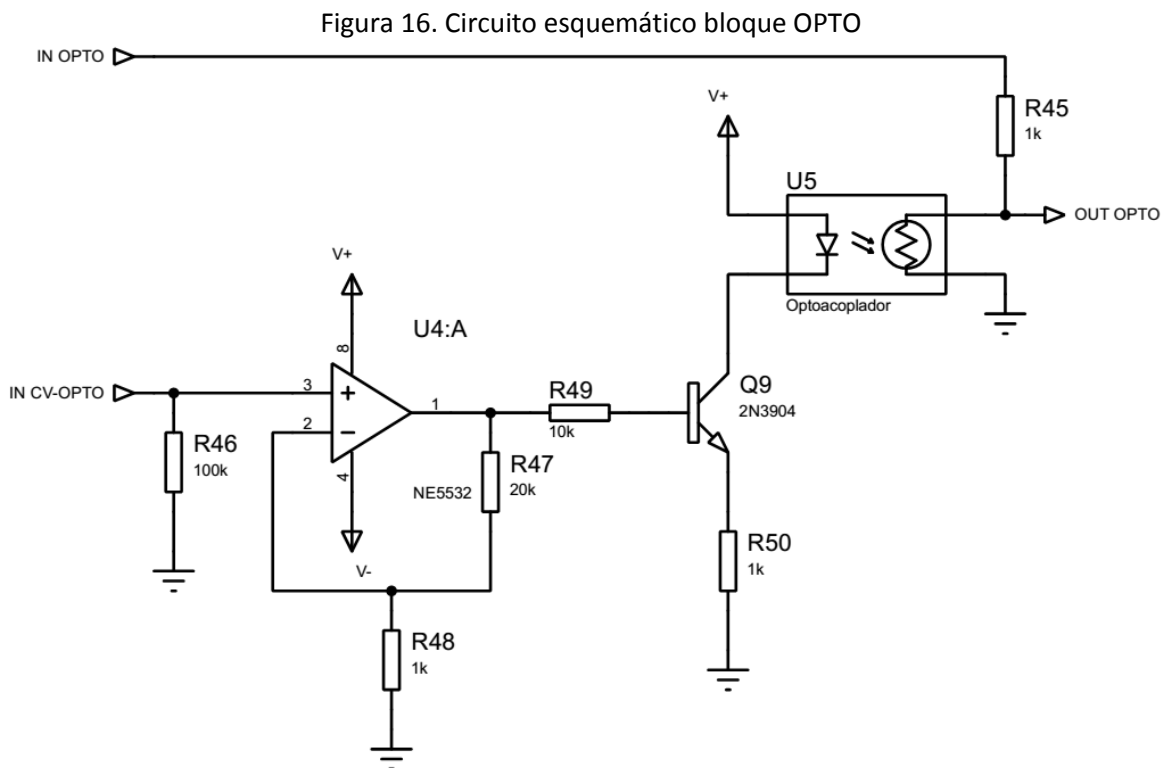 Figura 16. Circuito esquemático bloque OPTO
IN OPTO
V+
R45
1k
U5
OUT OPTO
Optoacoplador
V+
8
U4:A
IN CV-OPTO
3
+
1
2
−
4
NE5532
V-
R46
100k
R47
20k
R48
1k
R49
10k
Q9
2N3904
R50
1k